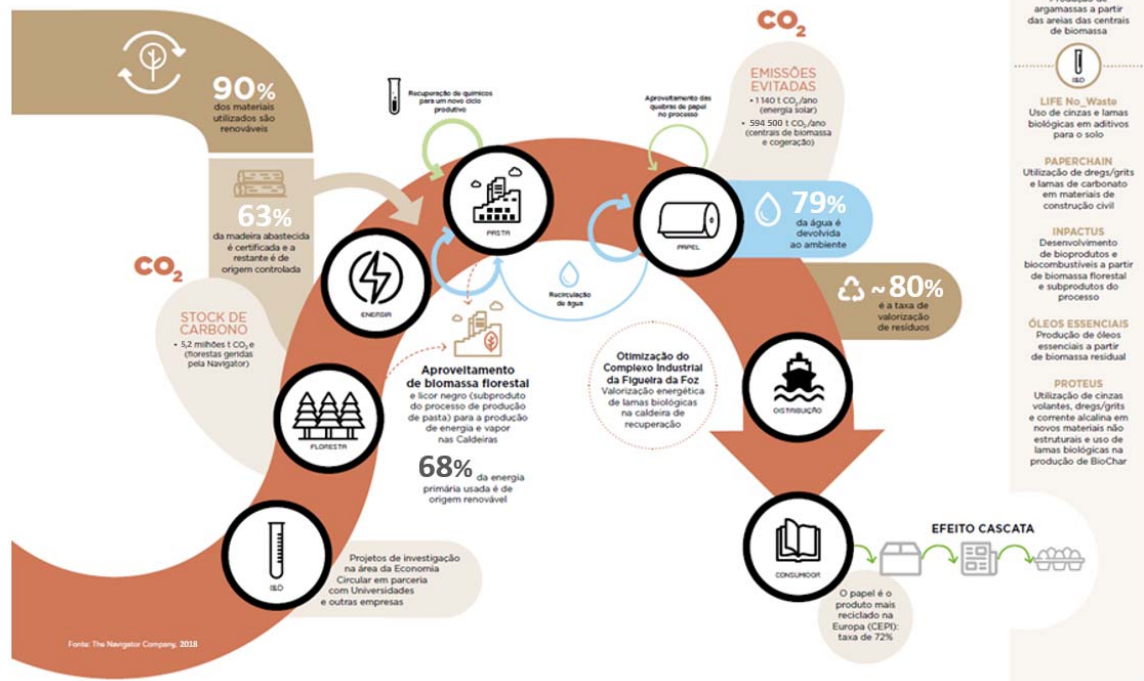 90%
dos materiais
utilizados são
renováveis
63%
da madeira abastecida
é certificada e a
restante é de
origem controlada
CO2
STOCK DE
CARBONO
• 5,2 milhões t CO2e
(florestas geridas
pela Navigator)
Recuperação de químicos
para um novo ciclo
produtivo
PASTA
ENERGIA
FLORESTA
I&D
Projetos de investigação
na área da Economia
Circular em parceria
com Universidades
e outras empresas
Aproveitamento
de biomassa florestal
e licor negro (subproduto
do processo de produção
de pasta) para a produção
de energia e vapor
nas Caldeiras
68% da energia
primária usada é de
origem renovável
Recirculação
de água
Aproveitamento das
quebras de papel
no processo
PAPEL
CO2
EMISSÕES
EVITADAS
• 1 140 t CO2/ano
(energia solar)
• 594 500 t CO2/ano
(centrais de biomassa
e cogeração)
79%
da água é
devolvida
ao ambiente
~80%
é a taxa de
valorização
de resíduos
Otimização do
Complexo Industrial
da Figueira da Foz
Valorização energética
de lamas biológicas
na caldeira de
recuperação
DISTRIBUIÇÃO
CONSUMIDOR
EFEITO CASCATA
O papel é o
produto mais
reciclado na
Europa (CEPI):
taxa de 72%
argamassas a partir
das areias das centrais
de biomassa
I&D
LIFE No_Waste
Uso de cinzas e lamas
biológicas em aditivos
para o solo
PAPERCHAIN
Utilização de dregs/grits
e lamas de carbonato
em materiais de
construção civil
INPACTUS
Desenvolvimento
de bioprodutos e
biocombustíveis a partir
de biomassa florestal
e subprodutos do
processo
ÓLEOS ESSENCIAIS
Produção de óleos
essenciais a partir
de biomassa residual
PROTEUS
Utilização de cinzas
volantes, dregs/grits
e corrente alcalina em
novos materiais não
estruturais e uso de
lamas biológicas na
produção de BioChar
Fonte: The Navigator Company, 2018